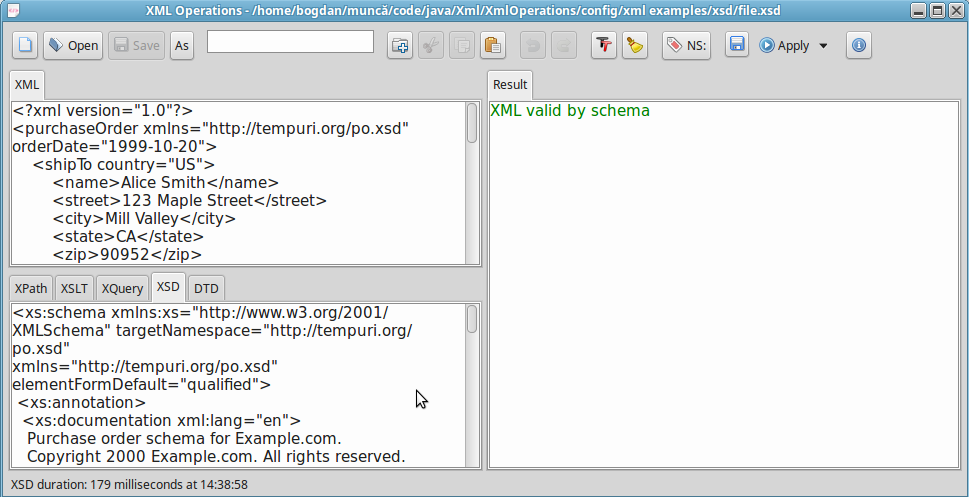 XML Operations - /home/bogdan/muncă/code/java/Xml/XmlOperations/config/xml examples/xsd/file.xsd
Open Save As NS: Apply
XML
<?xml version="1.0"?>
<purchaseOrder xmlns="http://tempuri.org/po.xsd"
orderDate="1999-10-20">
<shipTo country="US">
<name>Alice Smith</name>
<street>123 Maple Street</street>
<city>Mill Valley</city>
<state>CA</state>
<zip>90952</zip>
XPath XSLT XQuery XSD DTD
<xs:schema xmlns:xs="http://www.w3.org/2001/
XMLSchema" targetNamespace="http://tempuri.org/
po.xsd"
xmlns="http://tempuri.org/po.xsd"
elementFormDefault="qualified">
<xs:annotation>
<xs:documentation xml:lang="en">
Purchase order schema for Example.com.
Copyright 2000 Example.com. All rights reserved.
Result
XML valid by schema
XSD duration: 179 milliseconds at 14:38:58